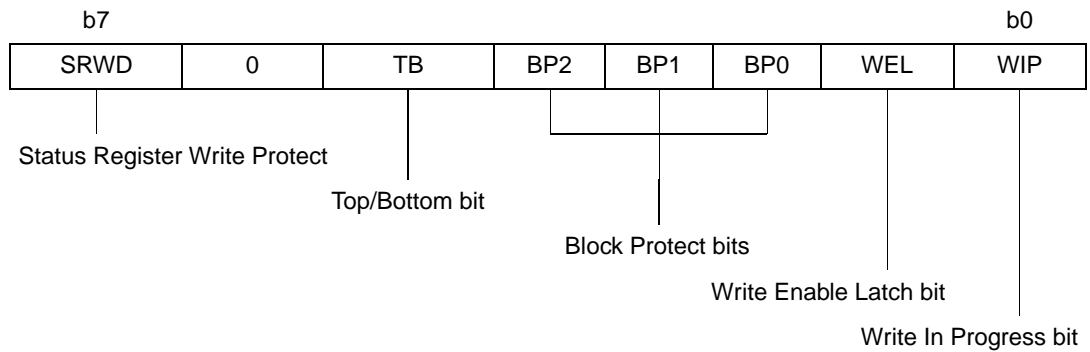 b7 b0
SRWD 0 TB BP2 BP1 BP0 WEL WIP
Status Register Write Protect
Top/Bottom bit
Block Protect bits
Write Enable Latch bit
Write In Progress bit